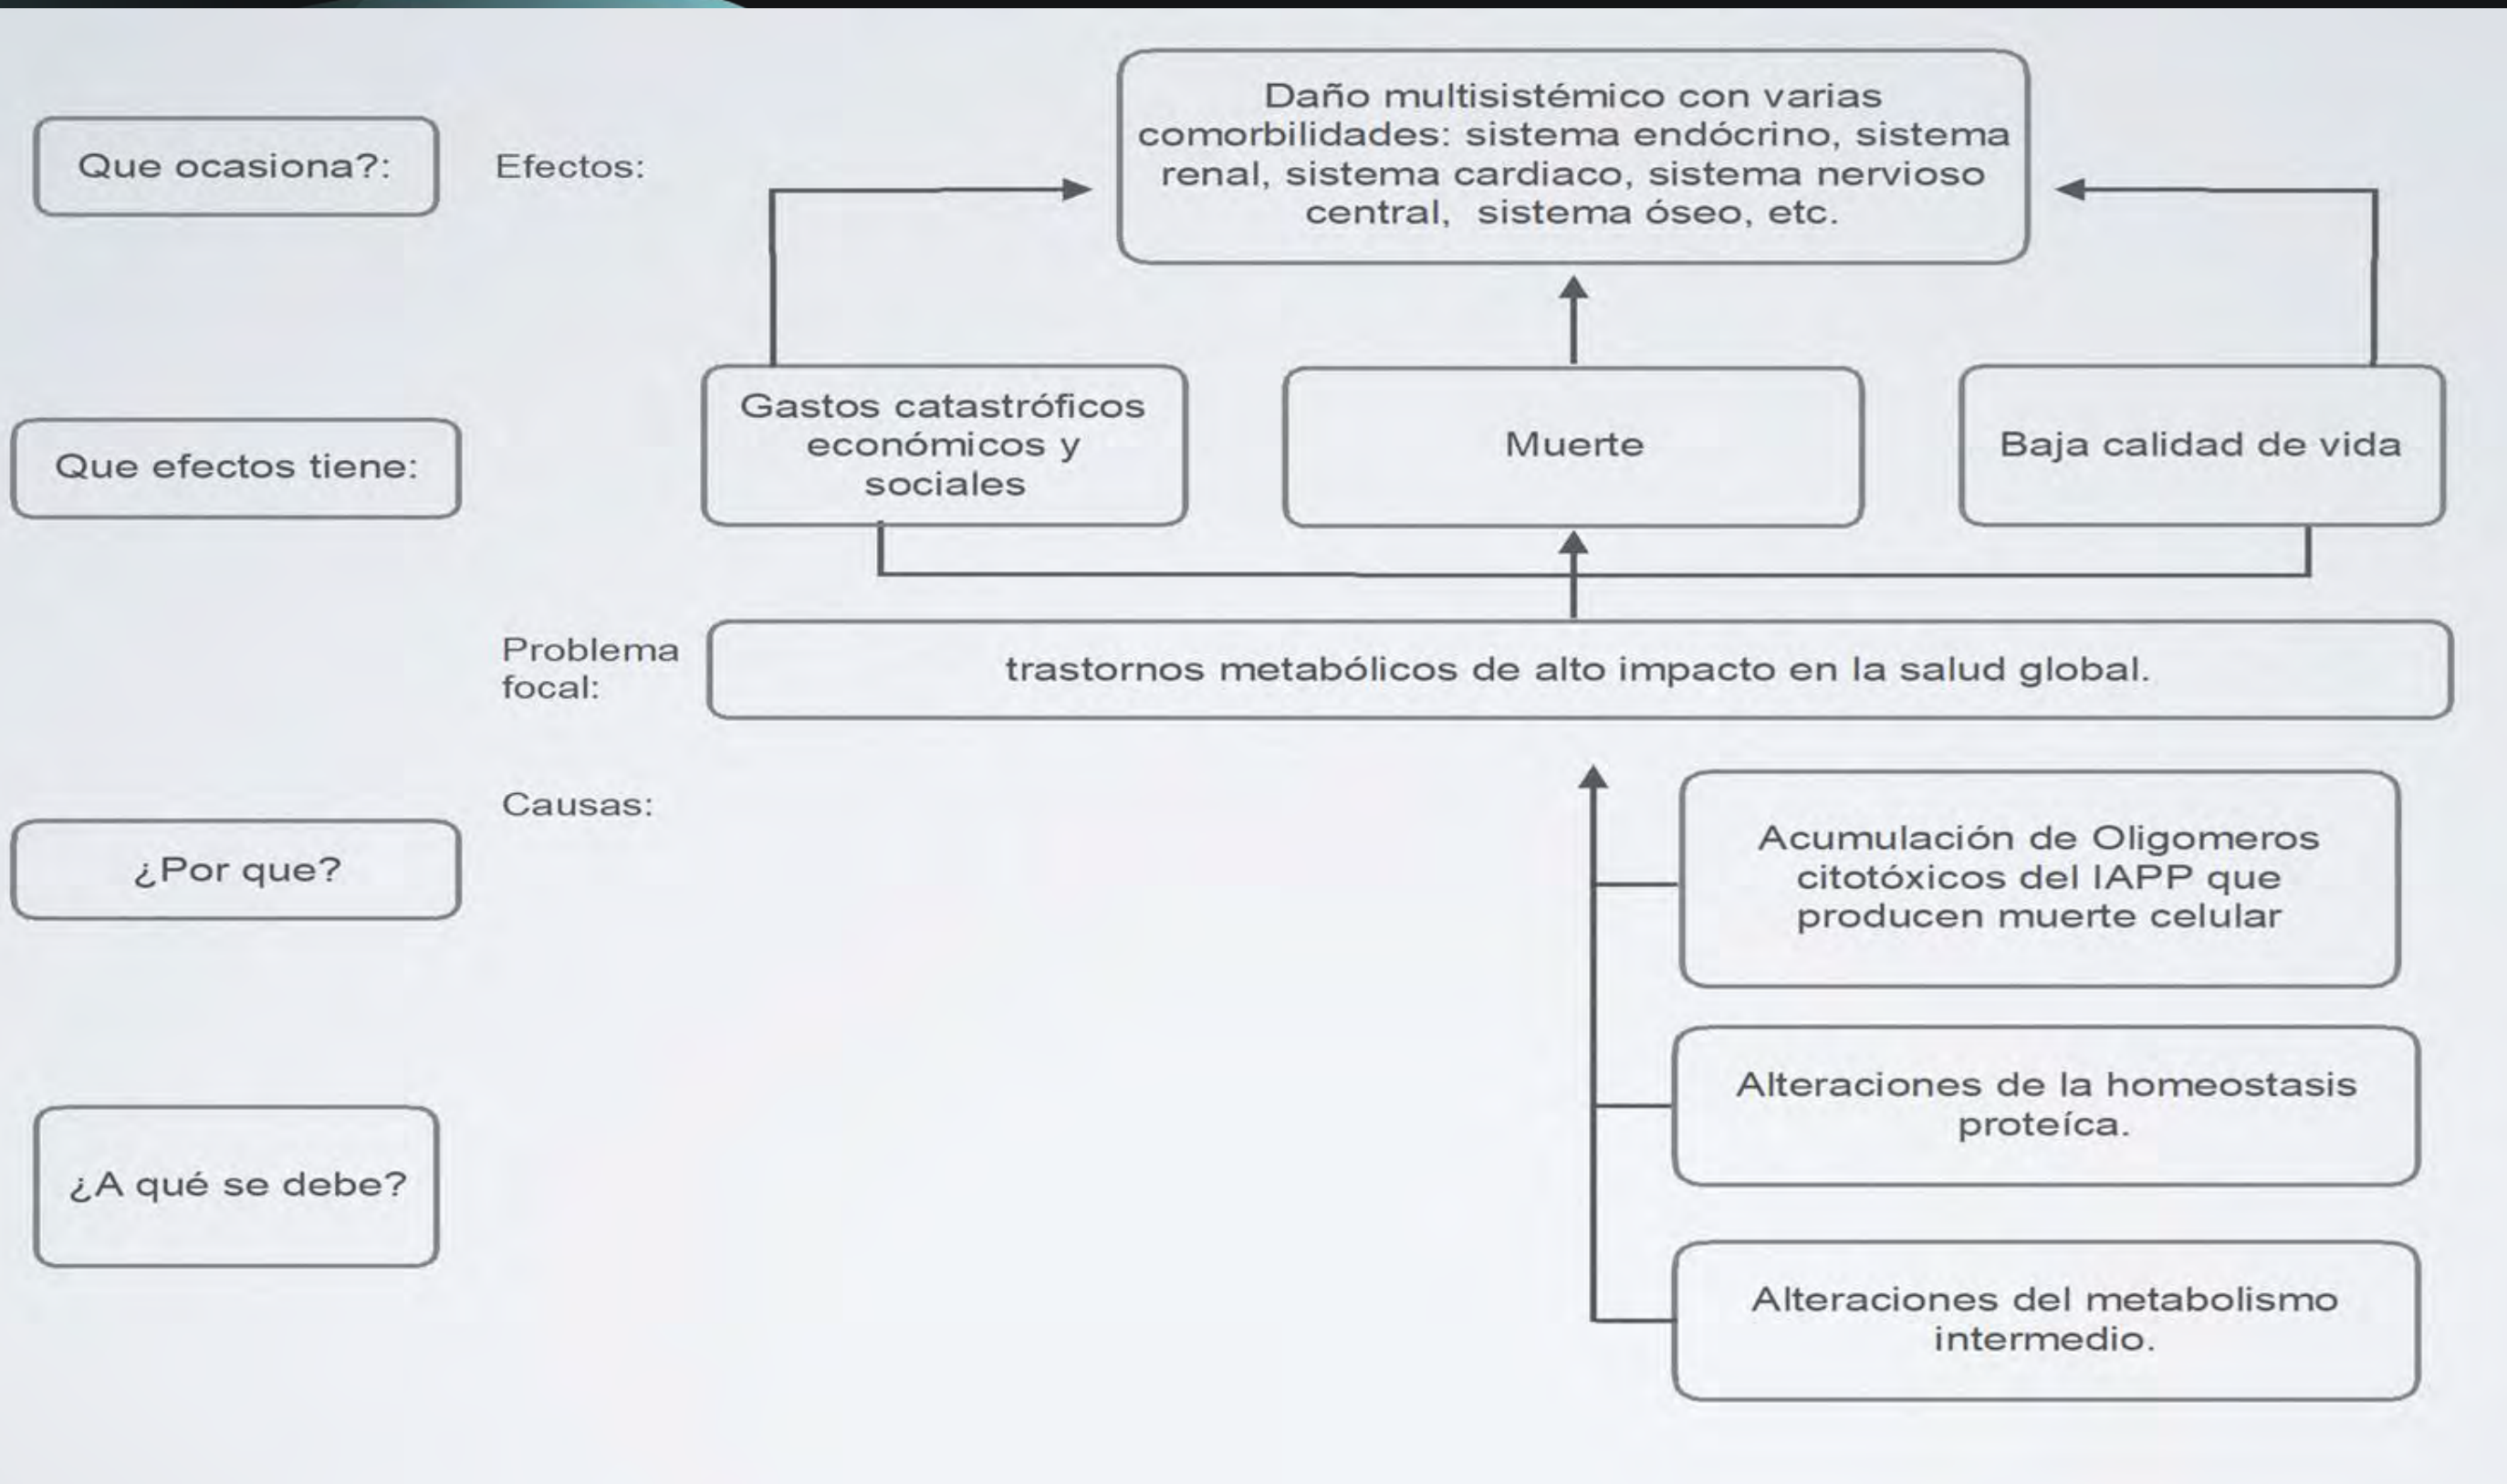 Que ocasiona?:
Efectos:
Daño multisistémico con varias
comorbilidades: sistema endócrino, sistema
renal, sistema cardiaco, sistema nervioso
central, sistema óseo, etc.
Que efectos tiene:
Gastos catastróficos
económicos y
sociales
Muerte
Baja calidad de vida
Problema
focal:
trastornos metabólicos de alto impacto en la salud global.
Causas:
¿Por que?
Acumulación de Oligomeros
citotóxicos del IAPP que
producen muerte celular
¿A qué se debe?
Alteraciones de la homeostasis
proteíca.
Alteraciones del metabolismo
intermedio.